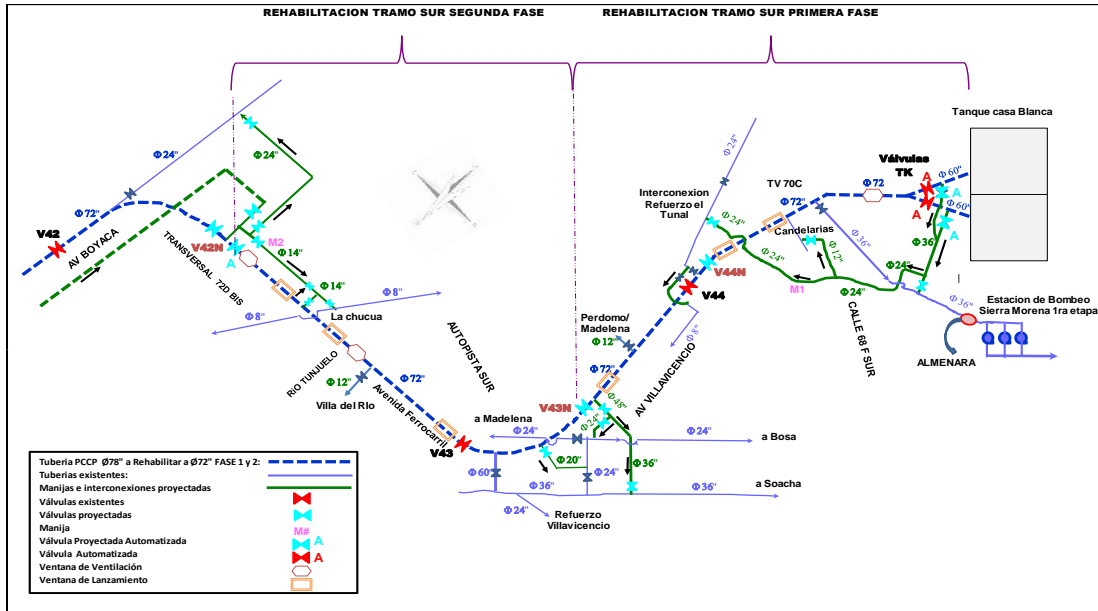 REHABILITACION TRAMO SUR SEGUNDA FASE
REHABILITACION TRAMO SUR PRIMERA FASE
Tanque casa Blanca
Φ 24"
Φ 24"
Φ 24"
Válvulas
TK
Φ 60"
A
A
A
Φ 60"
A
Φ 36"
TV 70C
Φ 72
Φ 72"
Interconexion
Refuerzo el
Tunal
Φ 24"
Candelarias
Φ 12"
Φ 36"
Φ 24"
Φ 24"
M1
Φ 24"
CALLE 68 F SUR
Φ 36"
Estacion de Bombeo
Sierra Morena 1ra etapa
ALMENARA
Φ 72"
V42
AV BOYACA
TRANSVERSAL 72D BIS
V42N
A
M2
Φ 14"
Φ 14"
Φ 8"
Φ 8"
La chucua
RIO TUNJUELO
Φ 12"
Villa del RIo
Φ 72"
Avenida Ferrocarril
AUTOPISTA SUR
V43
V44N
V44
Φ 8"
Perdomo/
Madelena
Φ 12"
Φ 72"
AV VILLAVICENCIO
V43N
Φ 48"
Φ 24"
a Madelena
Φ 24"
Φ 24"
a Bosa
Φ 60"
Φ 20"
Φ 24"
Φ 36"
Φ 36"
Φ 36"
a Soacha
Φ 24"
Refuerzo
Villavicencio
Tuberia PCCP Ø78" a Rehabilitar a Ø72" FASE 1 y 2:
Tuberias existentes:
Manijas e interconexiones proyectadas
Válvulas existentes
Válvulas proyectadas
Manija M#
Válvula Proyectada Automatizada A
Válvula Automatizada A
Ventana de Ventilación
Ventana de Lanzamiento